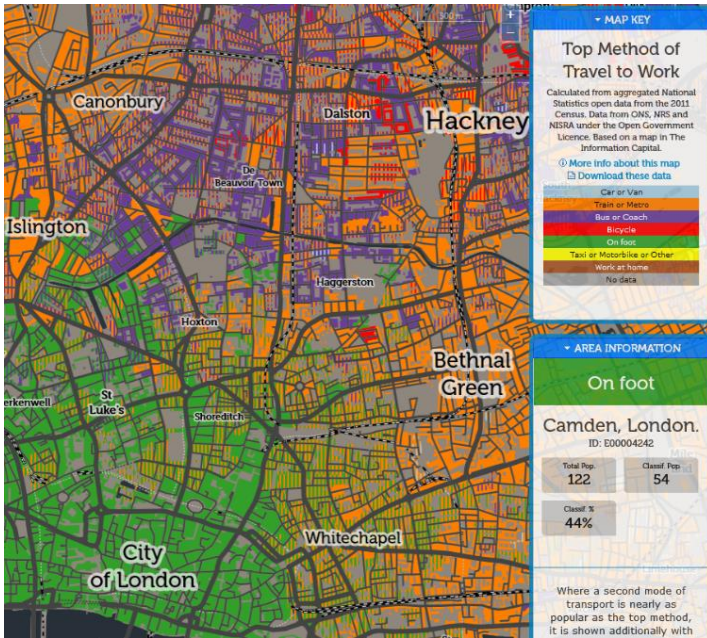 500 m
+
−
Canonbury
Dalston
Hackney
De
Beauvoir Town
Islington
Haggerston
Hoxton
Bethnal
Green
St
Luke's
erkenwell
Shoreditch
Whitechapel
City
of London
MAP KEY
Top Method of
Travel to Work
Calculated from aggregated National
Statistics open data from the 2011
Census. Data from ONS, NRS and
NISRA under the Open Government
Licence. Based on a map in The
Information Capital.
More info about this map
Download these data
Car or Van
Train or Metro
Bus or Coach
Bicycle
On foot
Taxi or Motorbike or Other
Work at home
No data
AREA INFORMATION
On foot
Camden, London.
ID: E00004242
Total Pop.
122
Classif. Pop
54
Classif. %
44%
Where a second mode of
transport is nearly as
popular as the top method,
it is shown additionally with